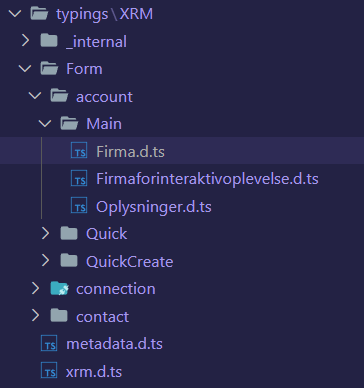 typings\XRM
_internal
Form
account
Main
TS Firma.d.ts
TS Firmaforinteraktivoplevelse.d.ts
TS Oplysninger.d.ts
Quick
QuickCreate
connection
contact
TS metadata.d.ts
TS xrm.d.ts